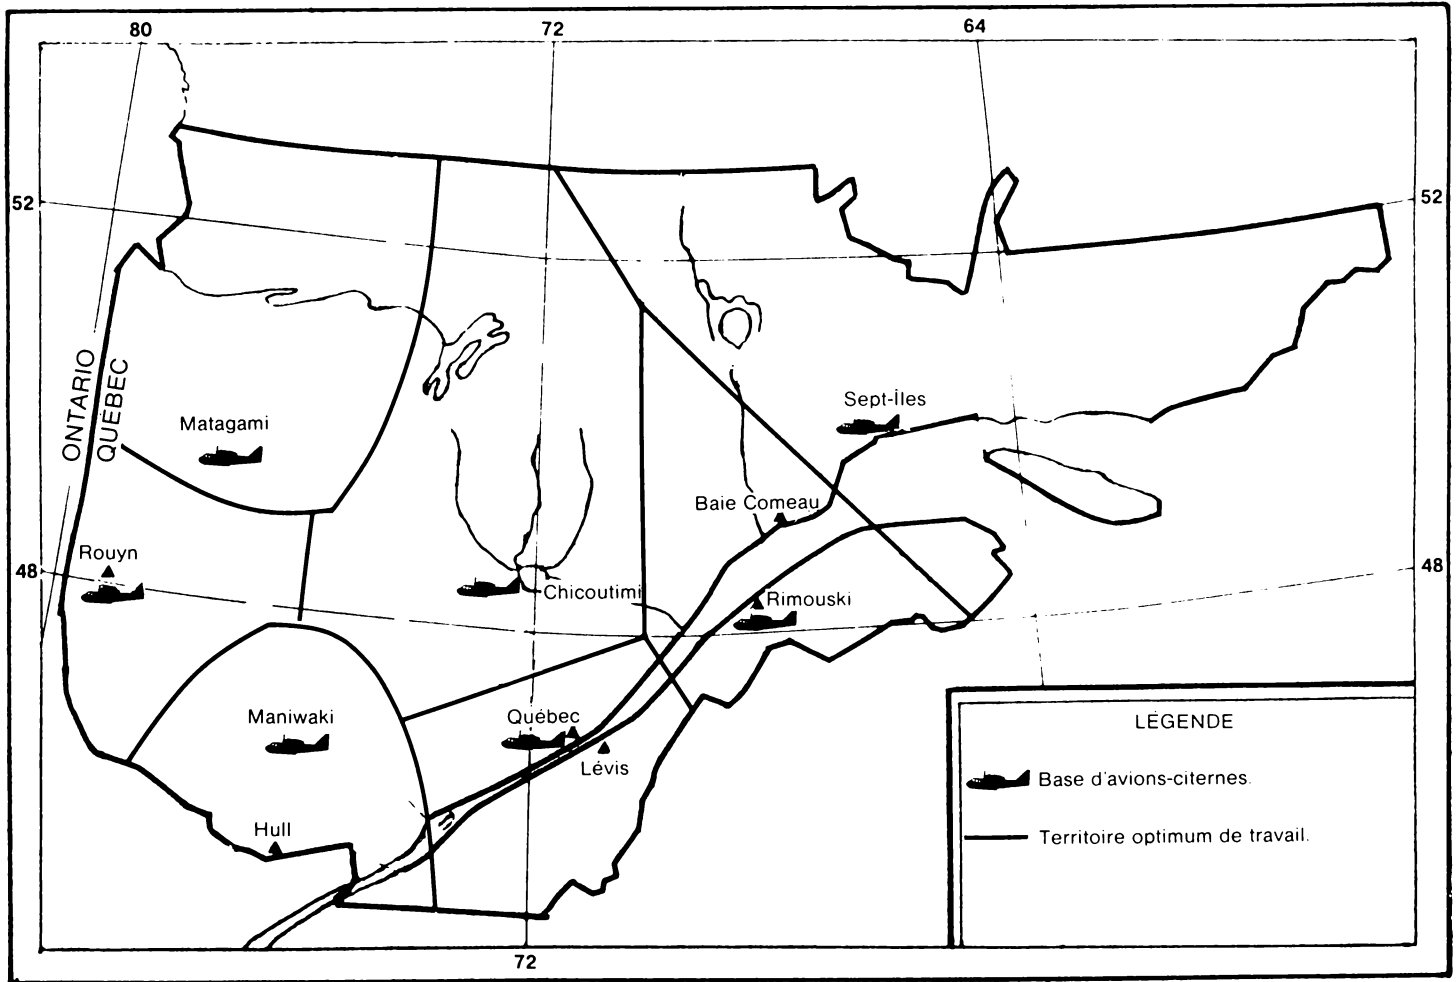 80
72
64
52
52
ONTARIO
QUÉBEC
Matagami
Sept-Îles
Baie Comeau
Rouyn
48
48
Chicoutimi
Rimouski
Maniwaki
Québec
Lévis
Hull
LÉGENDE
Base d'avions-citernes.
Territoire optimum de travail.
72